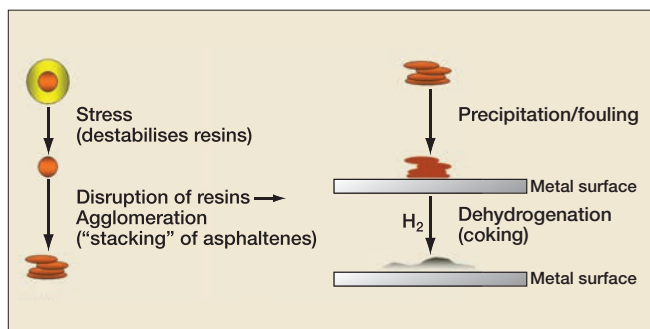 Stress
(destabilises resins)
Disruption of resins →
Agglomeration
("stacking" of asphaltenes)
Precipitation/fouling
Metal surface
H₂
Dehydrogenation
(coking)
Metal surface